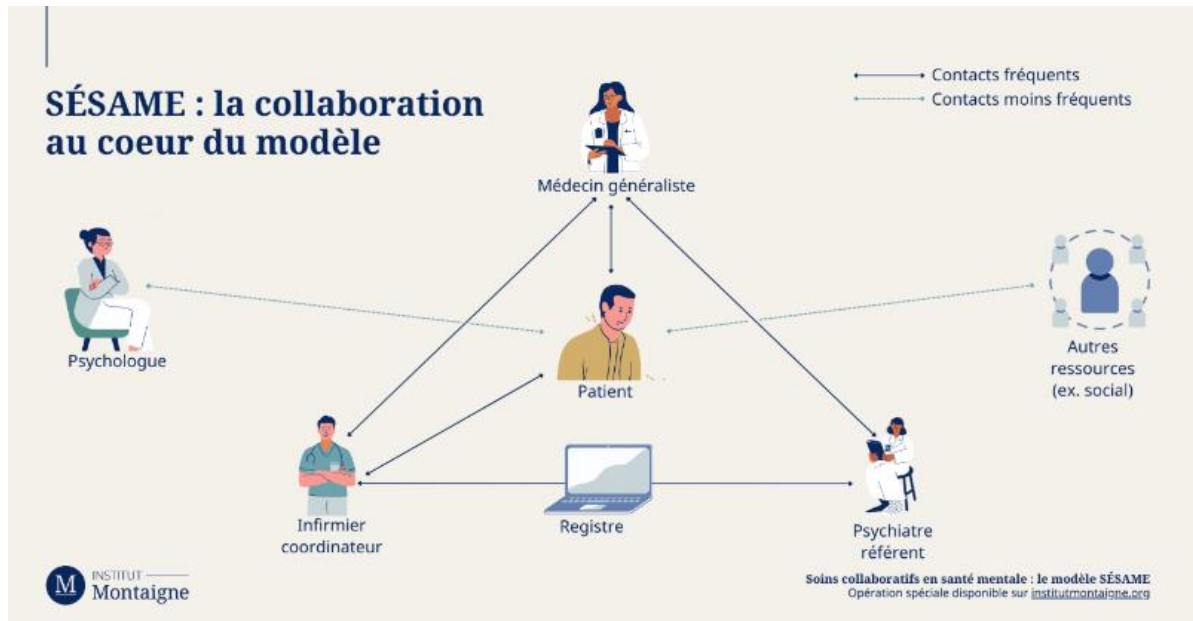 SÉSAME : la collaboration
au coeur du modèle
Contacts fréquents
Contacts moins fréquents
Médecin généraliste
Psychologue
Patient
Autres
ressources
(ex. social)
Infirmier
coordinateur
Registre
Psychiatre
référent
M
INSTITUT
Montaigne
Soins collaboratifs en santé mentale : le modèle SÉSAME
Opération spéciale disponible sur institutmontaigne.org